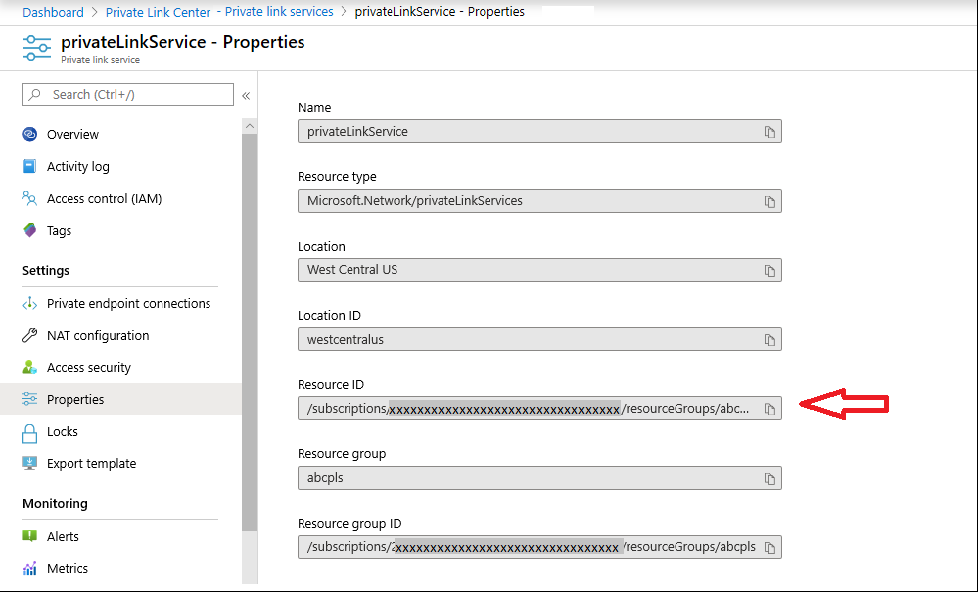 Dashboard > Private Link Center - Private link services > privateLinkService - Properties
privateLinkService - Properties
Private link service
Search (Ctrl+/)
«
Overview
Activity log
Access control (IAM)
Tags
Settings
Private endpoint connections
NAT configuration
Access security
Properties
Locks
Export template
Monitoring
Alerts
Metrics
Name
privateLinkService
Resource type
Microsoft.Network/privateLinkServices
Location
West Central US
Location ID
westcentralus
Resource ID
/subscriptions/xxxxxxxxxxxxxxxxxxxxxxxxxxxxxxxxx/resourceGroups/abc...
Resource group
abcpls
Resource group ID
/subscriptions/2xxxxxxxxxxxxxxxxxxxxxxxxxxxxxxxx/resourceGroups/abcpls